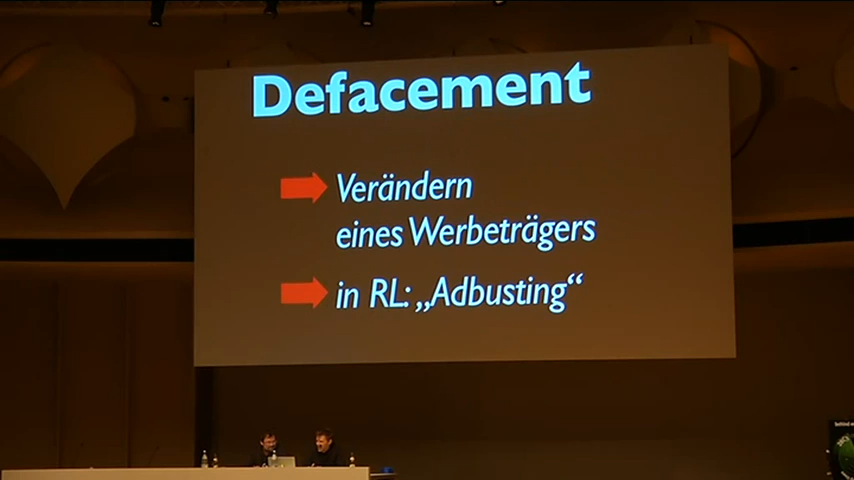 Defacement
Verändern
eines Werbeträgers
in RL: „Adbusting“